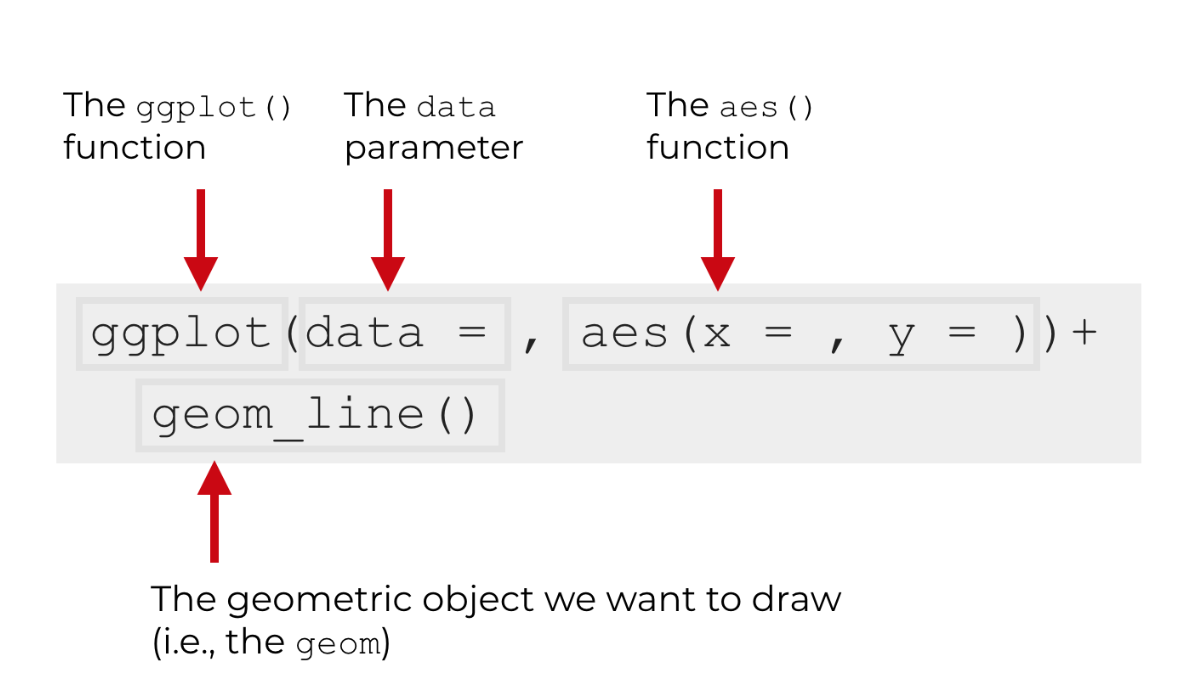 The ggplot() The data The aes()
function parameter function
ggplot(data = , aes(x = , y = ))+
geom_line()
The geometric object we want to draw
(i.e., the geom)